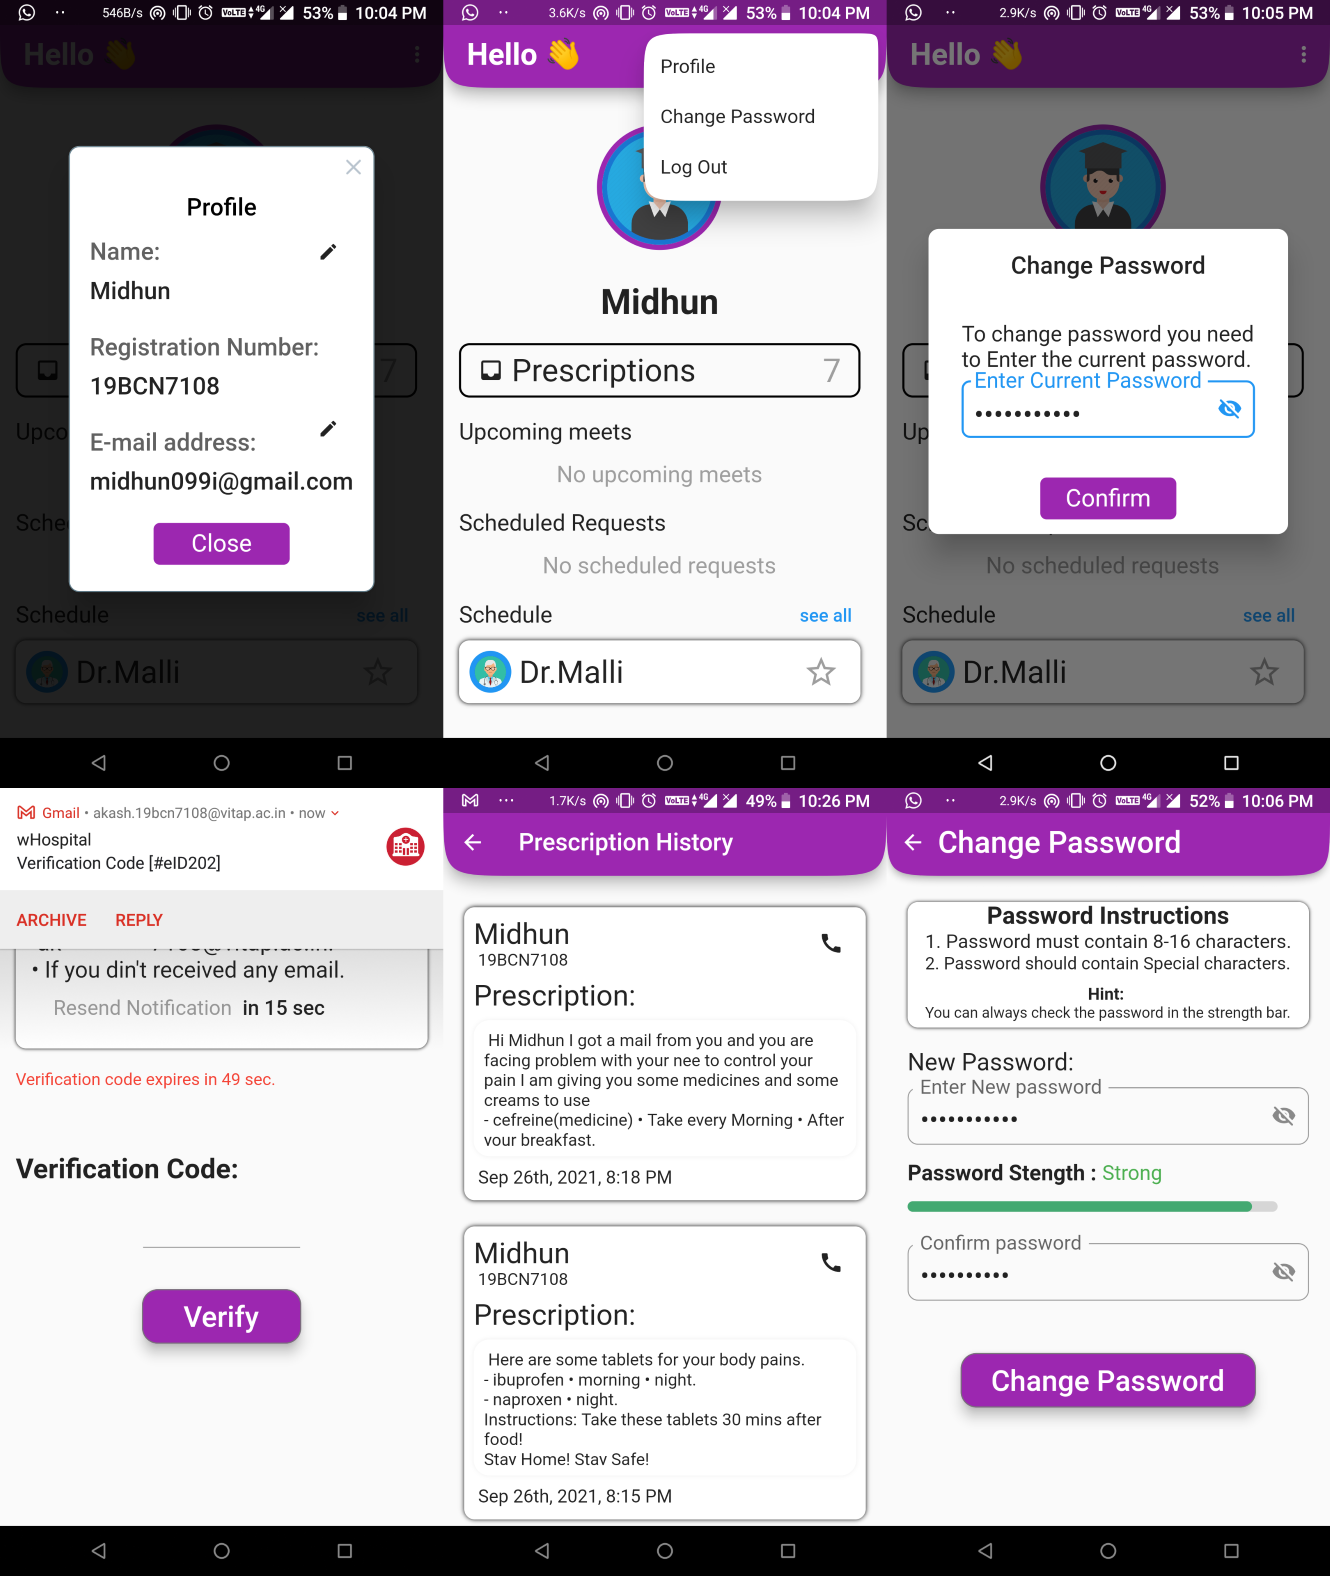 546B/s VoLTE 4G 53% 10:04 PM
Hello 👋
Profile
Name:
Midhun
Registration Number:
19BCN7108
E-mail address:
midhun099i@gmail.com
Close
7
Upco
Sche
Schedule see all
Dr.Malli
3.6K/s VoLTE 4G 53% 10:04 PM
Hello 👋
Profile
Change Password
Log Out
Midhun
Prescriptions 7
Upcoming meets
No upcoming meets
Scheduled Requests
No scheduled requests
Schedule see all
Dr.Malli
2.9K/s VoLTE 4G 53% 10:05 PM
Hello 👋
Change Password
To change password you need
to Enter the current password.
Enter Current Password
•••••••••••
Confirm
Up
Sc
No scheduled requests
Schedule see all
Dr.Malli
Gmail • akash.19bcn7108@vitap.ac.in • now
wHospital
Verification Code [#eID202]
ARCHIVE REPLY
• If you din't received any email.
Resend Notification in 15 sec
Verification code expires in 49 sec.
Verification Code:
Verify
1.7K/s VoLTE 4G 49% 10:26 PM
Prescription History
Midhun
19BCN7108
Prescription:
Hi Midhun I got a mail from you and you are
facing problem with your nee to control your
pain I am giving you some medicines and some
creams to use
- cefreine(medicine) • Take every Morning • After
your breakfast.
Sep 26th, 2021, 8:18 PM
Midhun
19BCN7108
Prescription:
Here are some tablets for your body pains.
- ibuprofen • morning • night.
- naproxen • night.
Instructions: Take these tablets 30 mins after
food!
Stay Home! Stay Safe!
Sep 26th, 2021, 8:15 PM
2.9K/s VoLTE 4G 52% 10:06 PM
Change Password
Password Instructions
1. Password must contain 8-16 characters.
2. Password should contain Special characters.
Hint:
You can always check the password in the strength bar.
New Password:
Enter New password
•••••••••••
Password Stength : Strong
Confirm password
••••••••••
Change Password